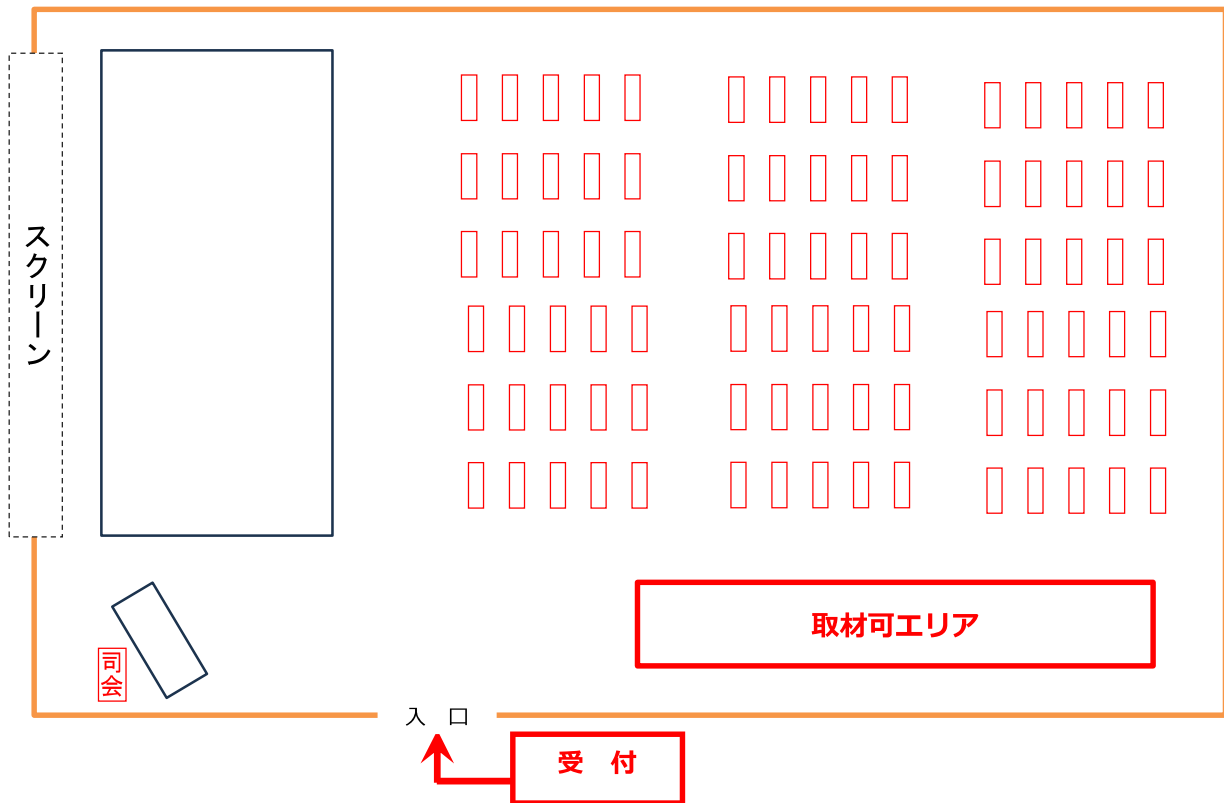 スクリーン
取材可エリア
司会
入　口
受　付